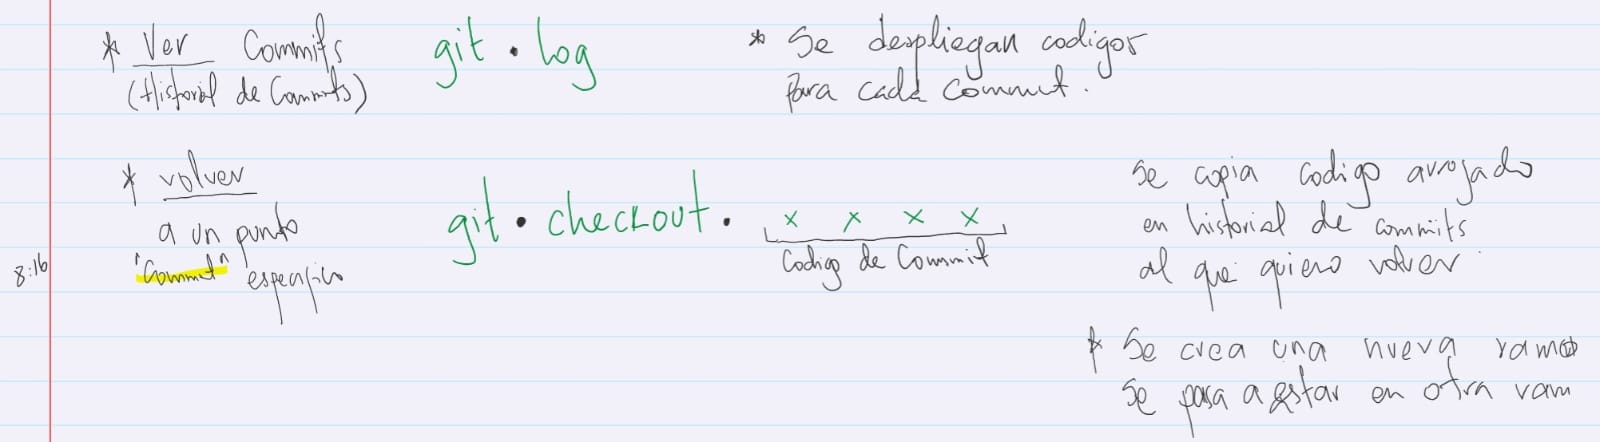 * Ver Commits
(Historial de Commits)
git · log
* Se despliegan codigos
para cada commit.
* volver
a un punto
"Commit" especifico
8:16
git · checkout · x x x x
Codigo de Commit
Se copia codigo arrojado
en historial de commits
al que quiero volver
* Se crea una nueva rama
Se pasa a estar en otra ram